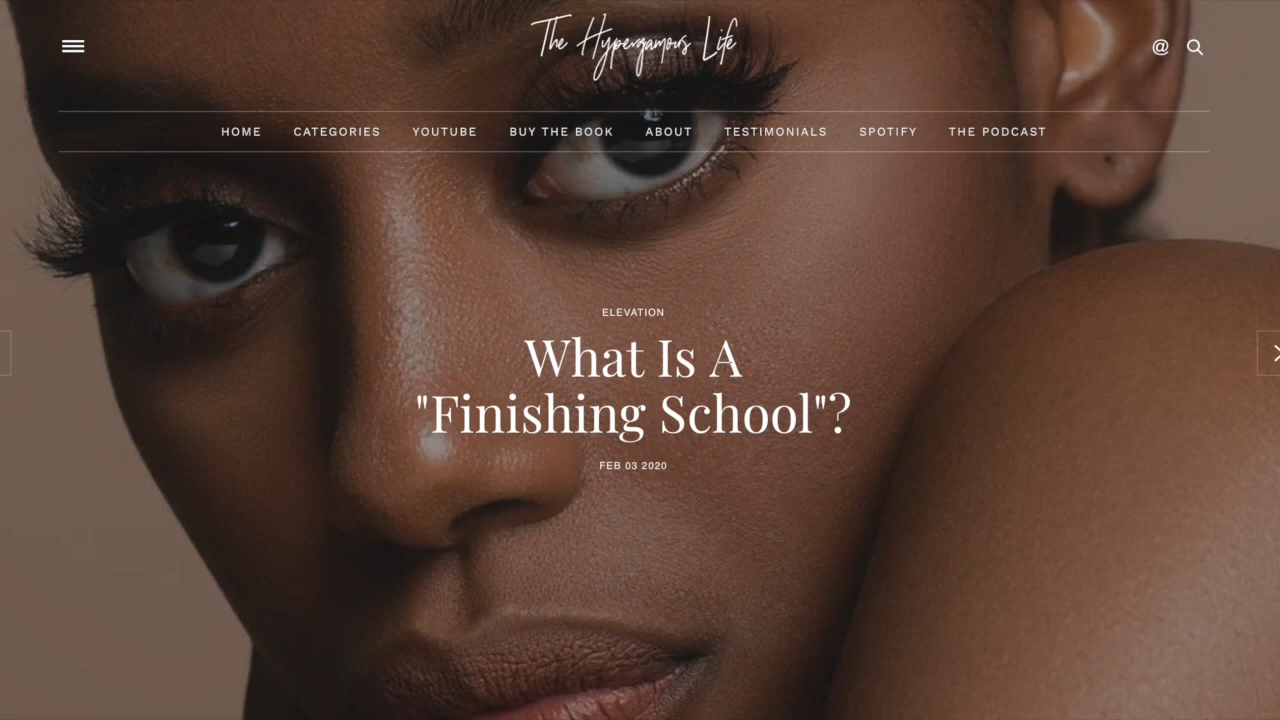 The Hypergamous Life
@
HOME CATEGORIES YOUTUBE BUY THE BOOK ABOUT TESTIMONIALS SPOTIFY THE PODCAST
ELEVATION
What Is A
"Finishing School"?
FEB 03 2020